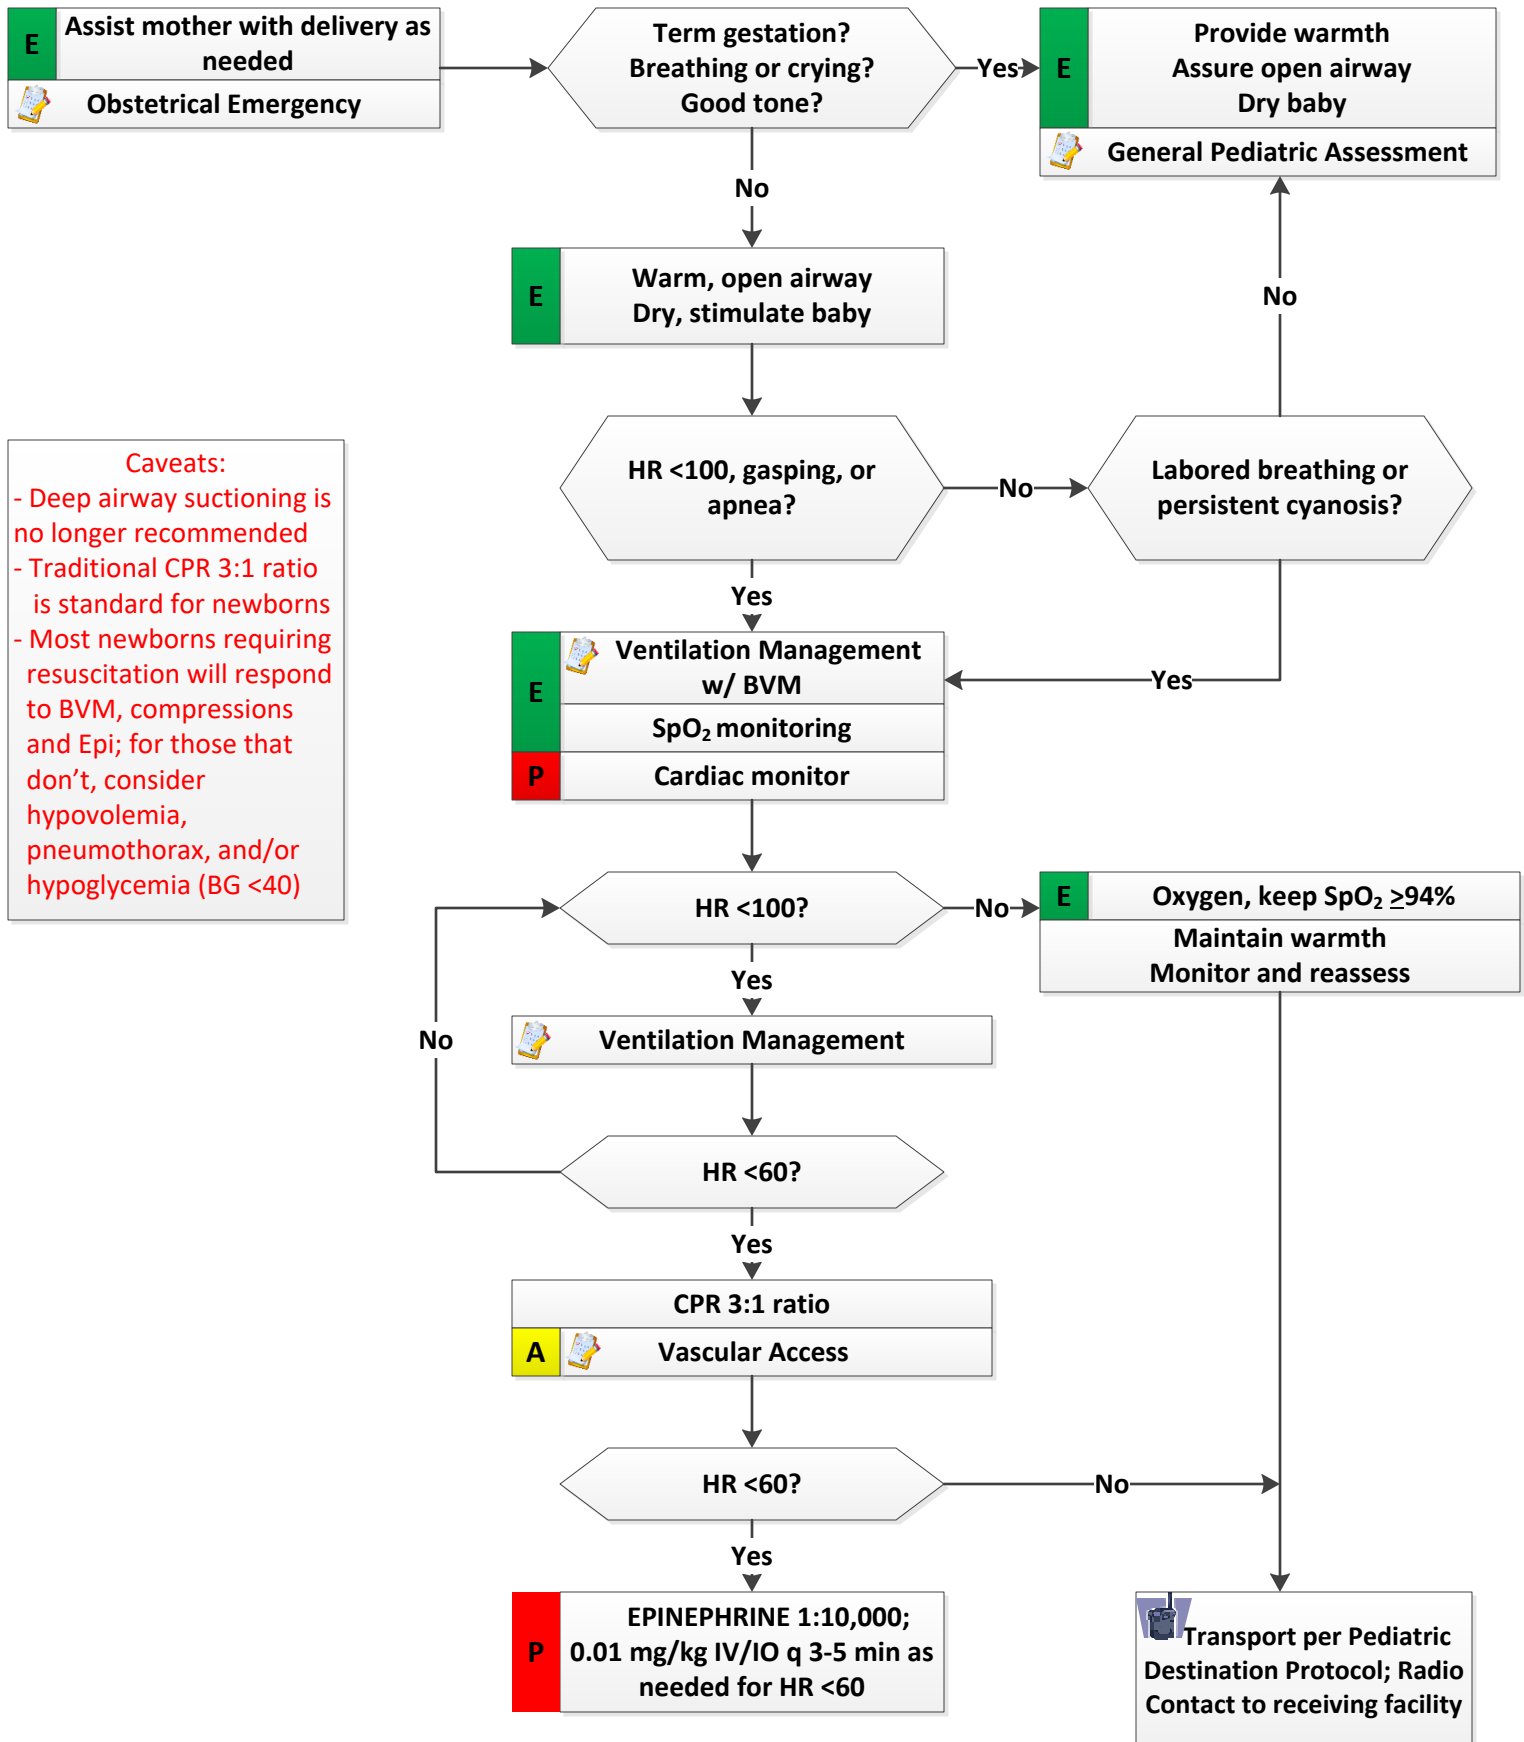 E
Assist mother with delivery as
needed
Obstetrical Emergency
Term gestation?
Breathing or crying?
Good tone?
Yes
E
Provide warmth
Assure open airway
Dry baby
General Pediatric Assessment
No
E
Warm, open airway
Dry, stimulate baby
No
HR <100, gasping, or
apnea?
No
Labored breathing or
persistent cyanosis?
Caveats:
- Deep airway suctioning is
no longer recommended
- Traditional CPR 3:1 ratio
is standard for newborns
- Most newborns requiring
resuscitation will respond
to BVM, compressions
and Epi; for those that
don’t, consider
hypovolemia,
pneumothorax, and/or
hypoglycemia (BG <40)
Yes
E
Ventilation Management
w/ BVM
SpO₂ monitoring
P
Cardiac monitor
Yes
HR <100?
No
E
Oxygen, keep SpO₂ ≥94%
Maintain warmth
Monitor and reassess
Yes
Ventilation Management
No
HR <60?
Yes
CPR 3:1 ratio
A
Vascular Access
HR <60?
No
Yes
P
EPINEPHRINE 1:10,000;
0.01 mg/kg IV/IO q 3-5 min as
needed for HR <60
Transport per Pediatric
Destination Protocol; Radio
Contact to receiving facility